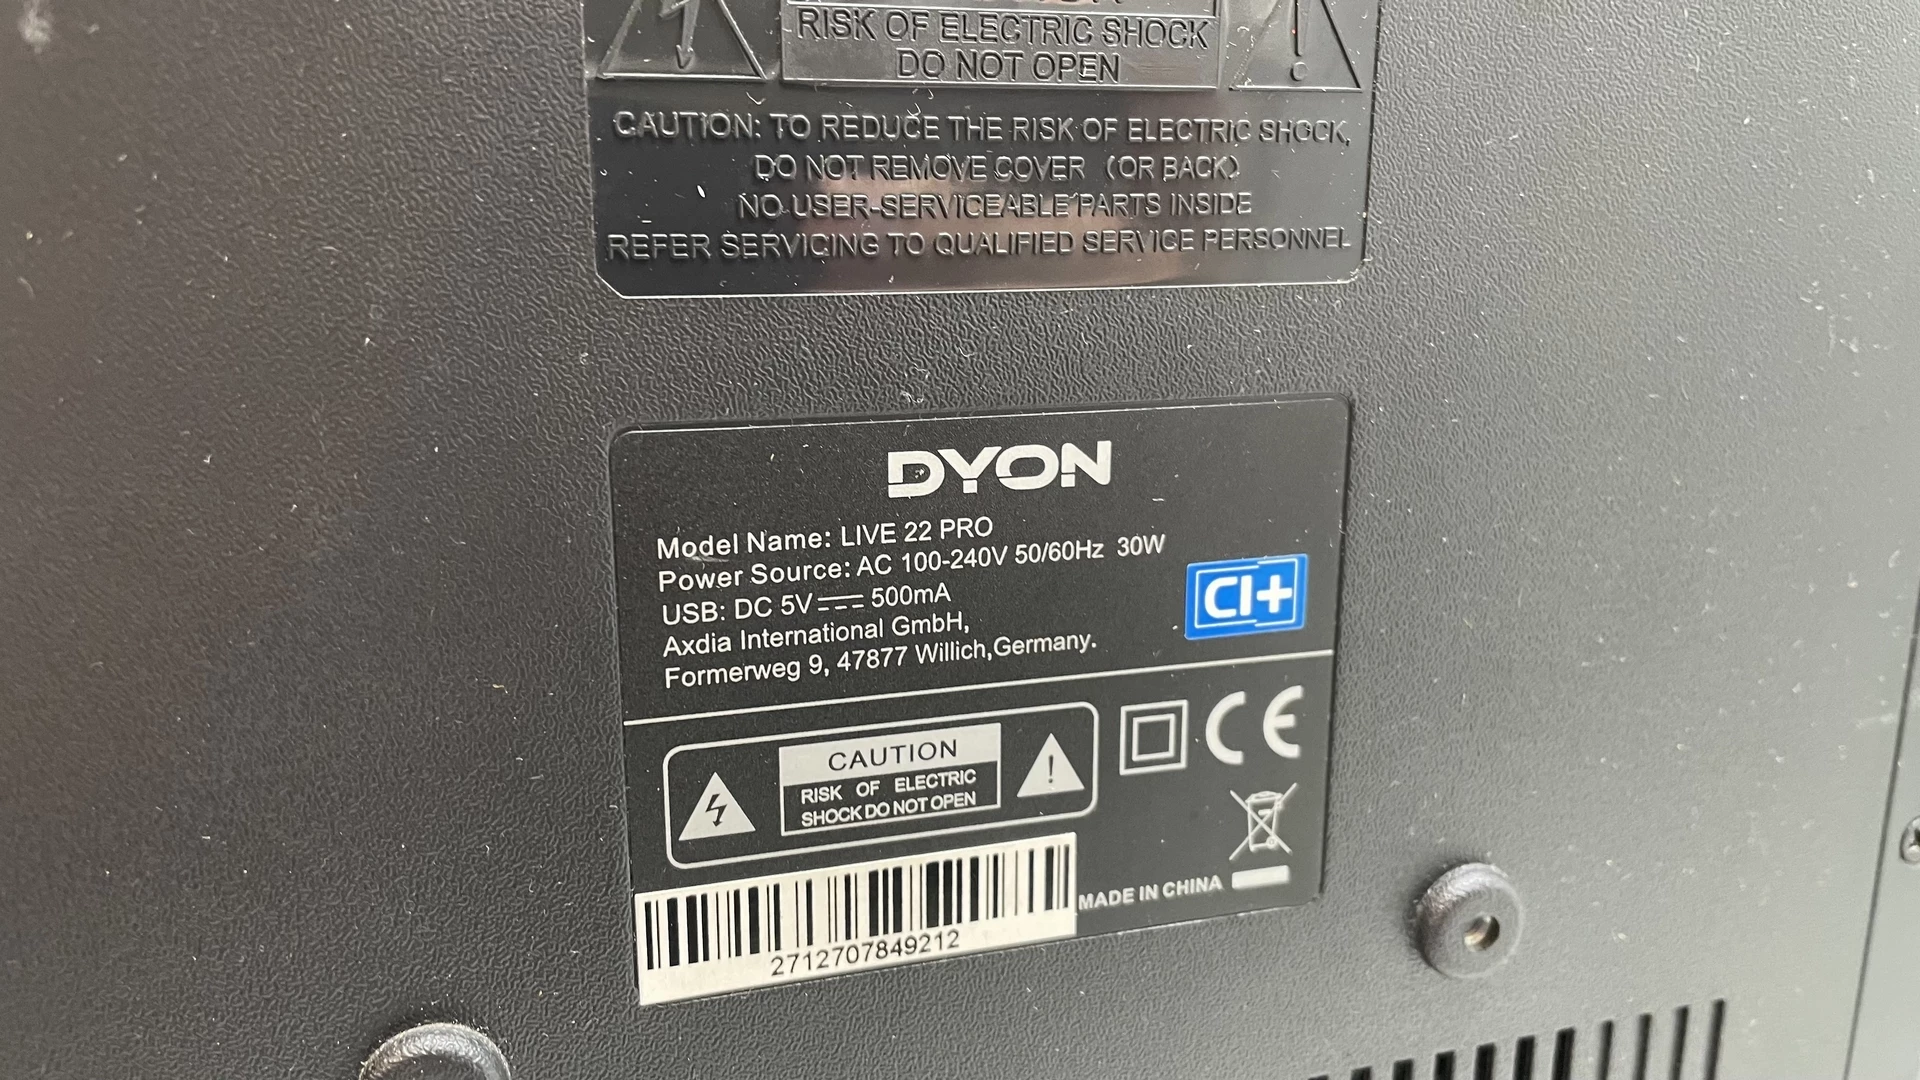 RISK OF ELECTRIC SHOCK
DO NOT OPEN
CAUTION: TO REDUCE THE RISK OF ELECTRIC SHOCK,
DO NOT REMOVE COVER (OR BACK)
NO USER-SERVICEABLE PARTS INSIDE
REFER SERVICING TO QUALIFIED SERVICE PERSONNEL
DYON
Model Name: LIVE 22 PRO
Power Source: AC 100-240V 50/60Hz 30W
USB: DC 5V⎓500mA
Axdia International GmbH,
Formerweg 9, 47877 Willich,Germany.
CI+
CAUTION
RISK OF ELECTRIC
SHOCK DO NOT OPEN
CE
MADE IN CHINA
2712707849212